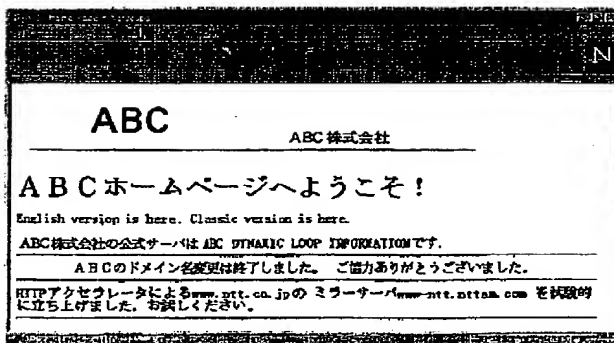 N
ABC
ABC株式会社
ABCホームページへようこそ!
English version is here. Classic version is here.
ABC株式会社の公式サーバは ABC DYNAMIC LOOP INFORMATIONです.
ABCのドメイン名変更は終了しました。 ご協力ありがとうございました。
HTTPアクセラレータによるwww.ntt.co.jpの ミラーサーバwww-ntt.nttam.com を試験的
に立ち上げました。お試しください。